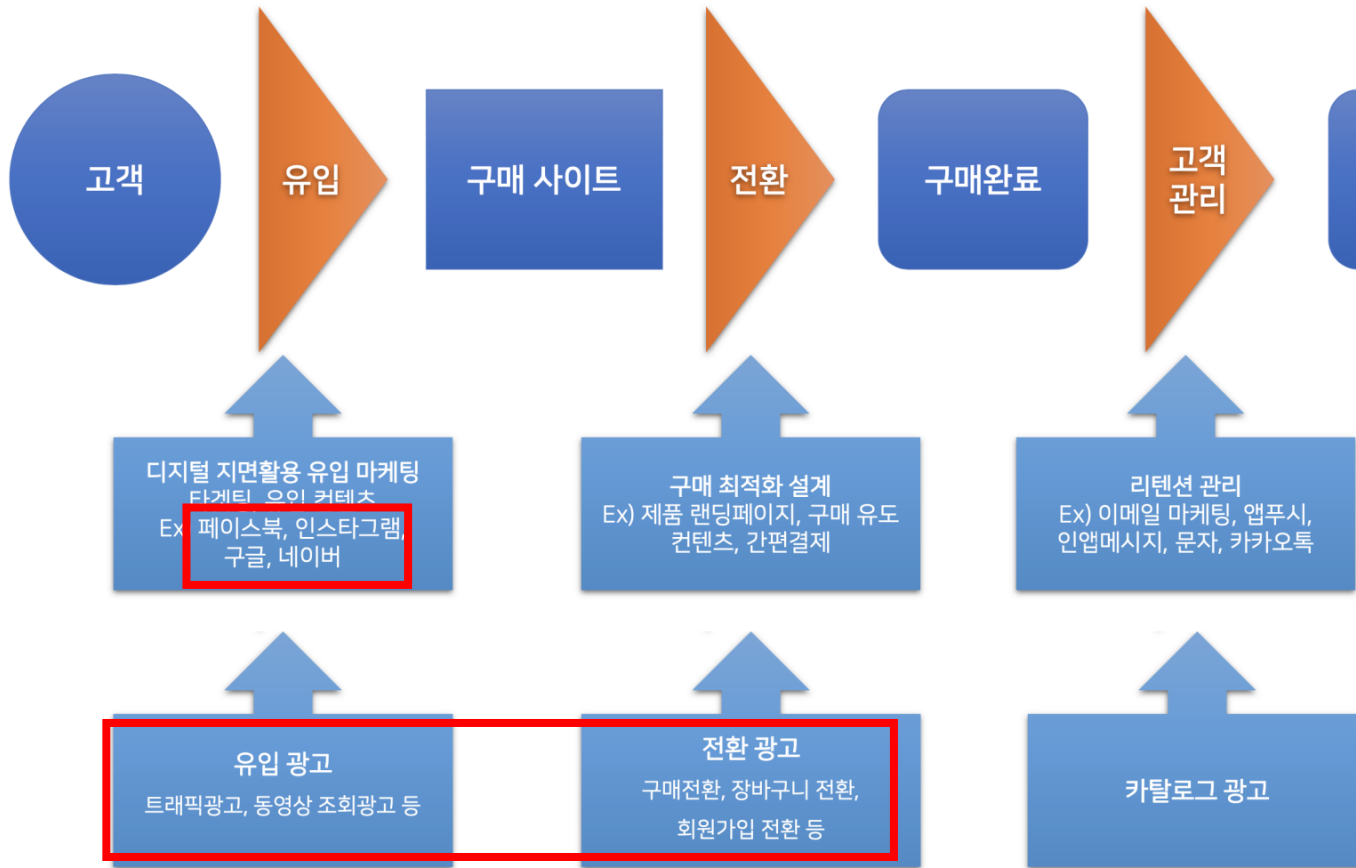 고객
유입
구매 사이트
전환
구매완료
고객
관리
디지털 지면활용 유입 마케팅
타겟팅, 유입 컨텐츠
Ex) 페이스북, 인스타그램,
구글, 네이버
구매 최적화 설계
Ex) 제품 랜딩페이지, 구매 유도
컨텐츠, 간편결제
리텐션 관리
Ex) 이메일 마케팅, 앱푸시,
인앱메시지, 문자, 카카오톡
유입 광고
트래픽광고, 동영상 조회광고 등
전환 광고
구매전환, 장바구니 전환,
회원가입 전환 등
카탈로그 광고